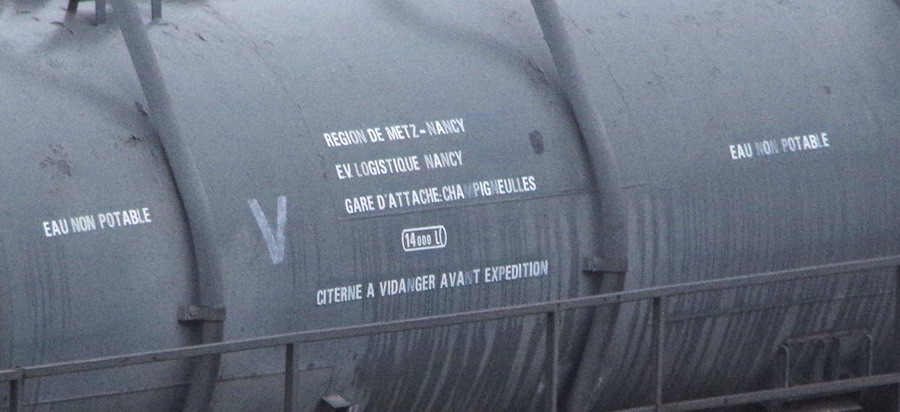 REGION DE METZ-NANCY
EV LOGISTIQUE NANCY
GARE D'ATTACHE:CHAMPIGNEULLES
EAU NON POTABLE
V
EAU NON POTABLE
14000 L
CITERNE A VIDANGER AVANT EXPEDITION